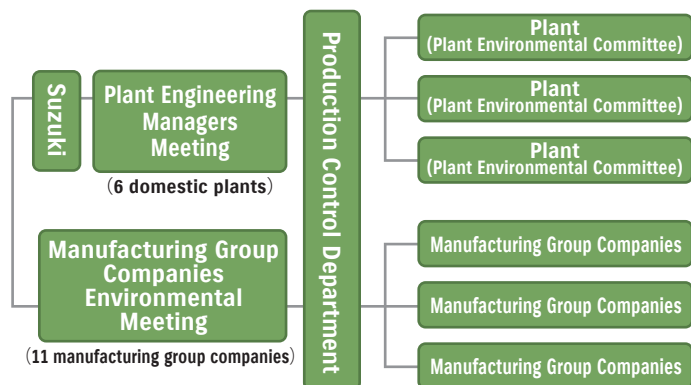 Suzuki
Plant Engineering
Managers
Meeting
(6 domestic plants)
Manufacturing Group
Companies
Environmental
Meeting
(11 manufacturing group companies)
Production Control Department
Plant
(Plant Environmental Committee)
Plant
(Plant Environmental Committee)
Plant
(Plant Environmental Committee)
Manufacturing Group Companies
Manufacturing Group Companies
Manufacturing Group Companies